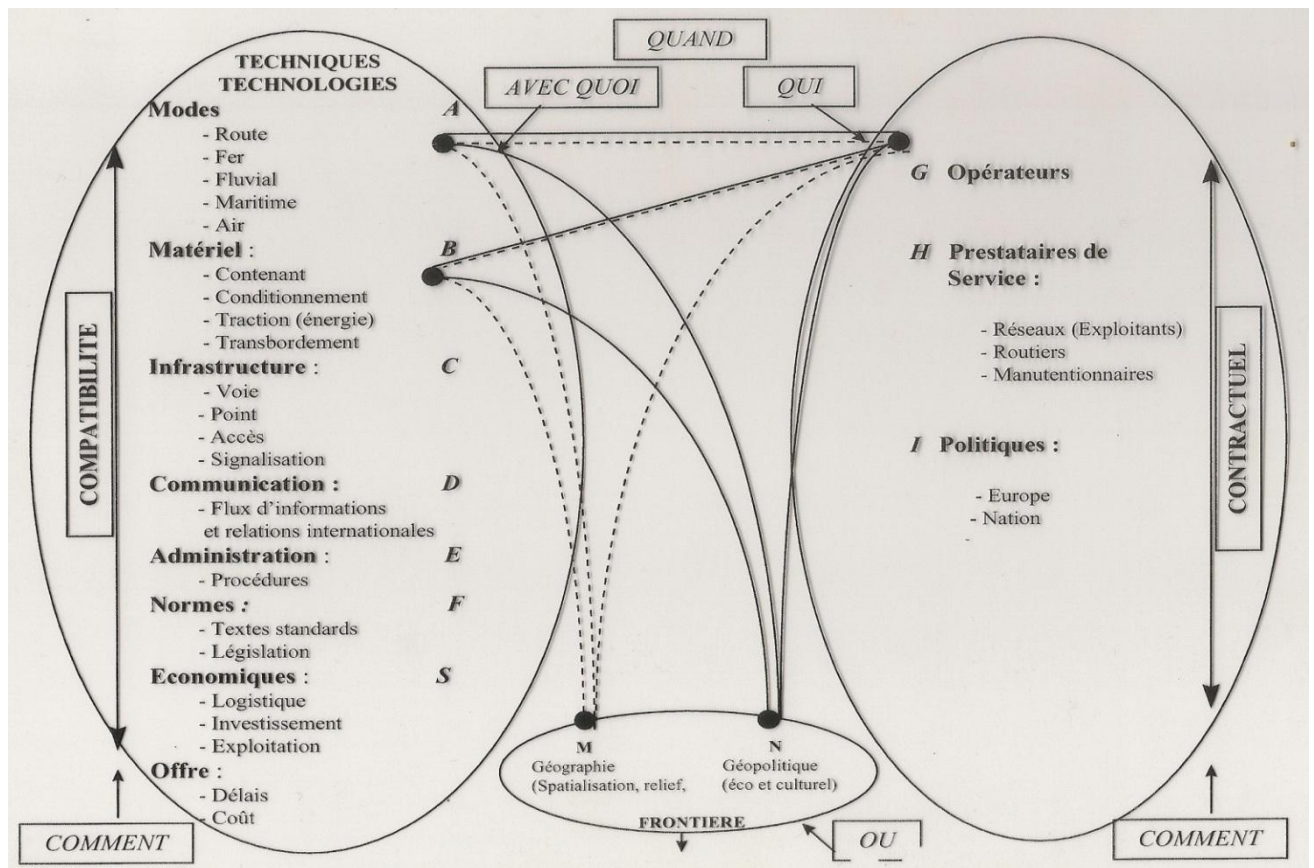 QUAND
AVEC QUOI
QUI
TECHNIQUES
TECHNOLOGIES
COMPATIBILITE
Modes A
- Route
- Fer
- Fluvial
- Maritime
- Air
Matériel : B
- Contenant
- Conditionnement
- Traction (énergie)
- Transbordement
Infrastructure : C
- Voie
- Point
- Accès
- Signalisation
Communication : D
- Flux d'informations
et relations internationales
Administration : E
- Procédures
Normes : F
- Textes standards
- Législation
Economiques : S
- Logistique
- Investissement
- Exploitation
Offre :
- Délais
- Coût
COMMENT
M
Géographie
(Spatialisation, relief,
N
Géopolitique
(éco et culturel)
FRONTIERE
OU
G Opérateurs
H Prestataires de
Service :
- Réseaux (Exploitants)
- Routiers
- Manutentionnaires
I Politiques :
- Europe
- Nation
CONTRACTUEL
COMMENT